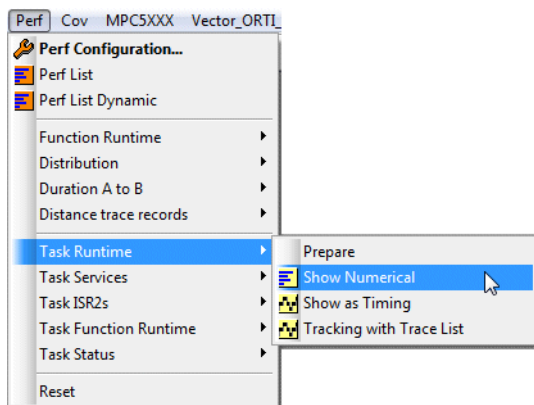 Perf Cov MPC5XXX Vector_ORTI_
Perf Configuration...
Perf List
Perf List Dynamic
Function Runtime
Distribution
Duration A to B
Distance trace records
Task Runtime
Prepare
Task Services
Show Numerical
Task ISR2s
Show as Timing
Task Function Runtime
Tracking with Trace List
Task Status
Reset